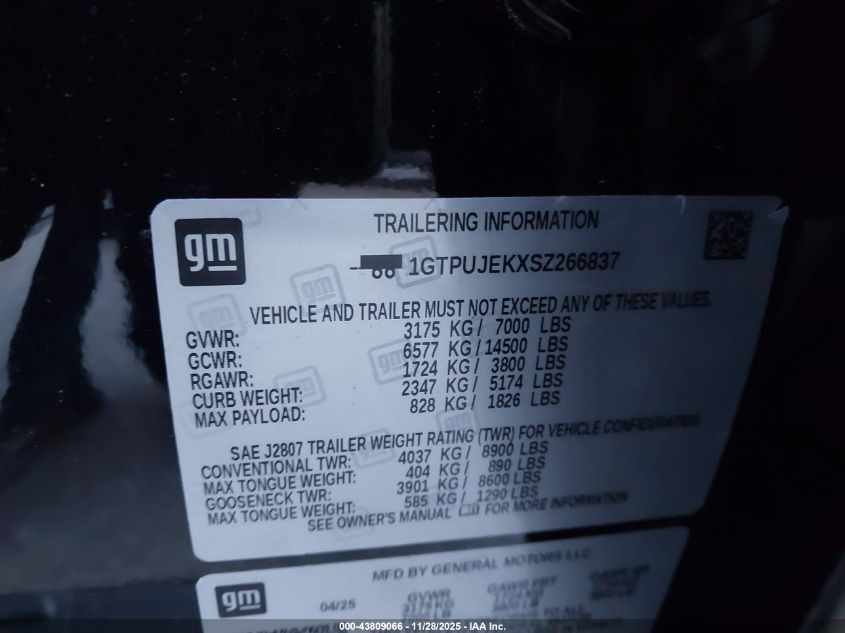 gm
TRAILERING INFORMATION
1GTPUJEKXSZ266837
VEHICLE AND TRAILER MUST NOT EXCEED ANY OF THESE VALUES.
GVWR: 3175 KG / 7000 LBS
GCWR: 6577 KG / 14500 LBS
RGAWR: 1724 KG / 3800 LBS
CURB WEIGHT: 2347 KG / 5174 LBS
MAX PAYLOAD: 828 KG / 1826 LBS
SAE J2807 TRAILER WEIGHT RATING (TWR) FOR VEHICLE CONFIGURATION
CONVENTIONAL TWR: 4037 KG / 8900 LBS
MAX TONGUE WEIGHT: 404 KG / 890 LBS
GOOSENECK TWR: 3901 KG / 8600 LBS
MAX TONGUE WEIGHT: 585 KG / 1290 LBS
SEE OWNER'S MANUAL FOR MORE INFORMATION
gm
MFD BY GENERAL MOTORS LLC
04/25 GVWR GAWR FRT
3175 KG
000-43809066 - 11/28/2025 - IAA Inc.